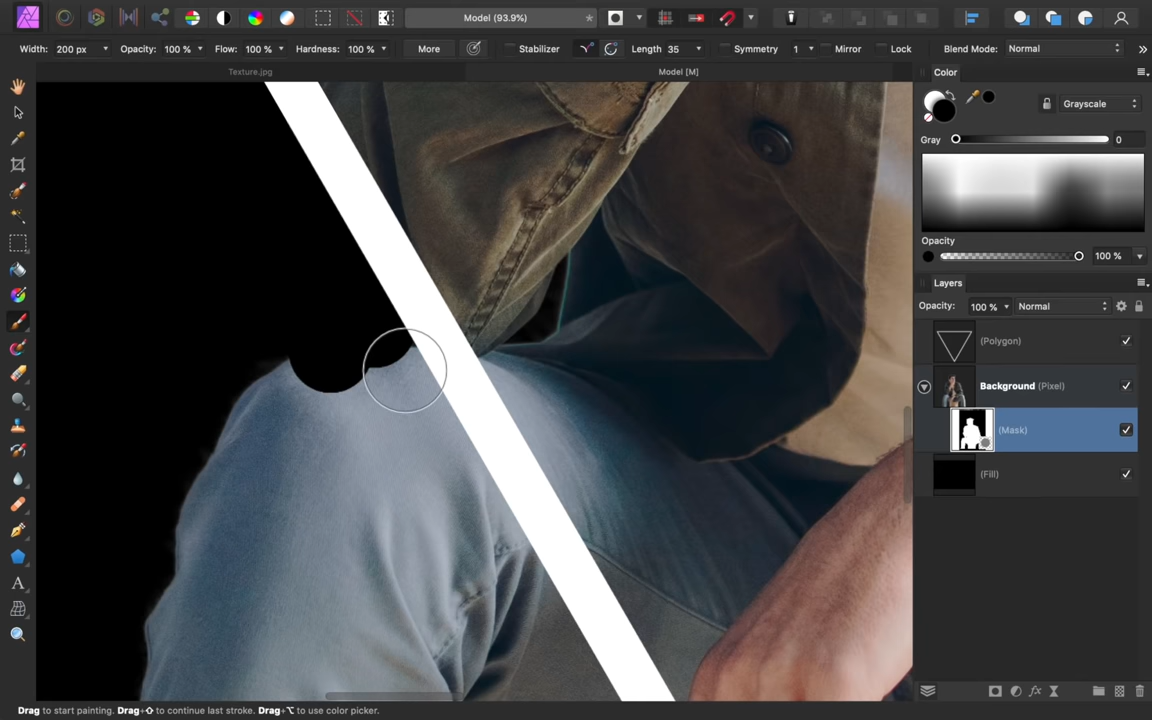 Model (93.9%)
Width: 200 px Opacity: 100 % Flow: 100 % Hardness: 100 % More Stabilizer Length 35 Symmetry 1 Mirror Lock Blend Mode: Normal
Texture.jpg Model [M]
Color
Grayscale
Gray 0
Opacity
100 %
Layers
Opacity: 100 % Normal
(Polygon)
Background (Pixel)
(Mask)
(Fill)
A
Drag to start painting. Drag+⇧ to continue last stroke. Drag+⌥ to use color picker.